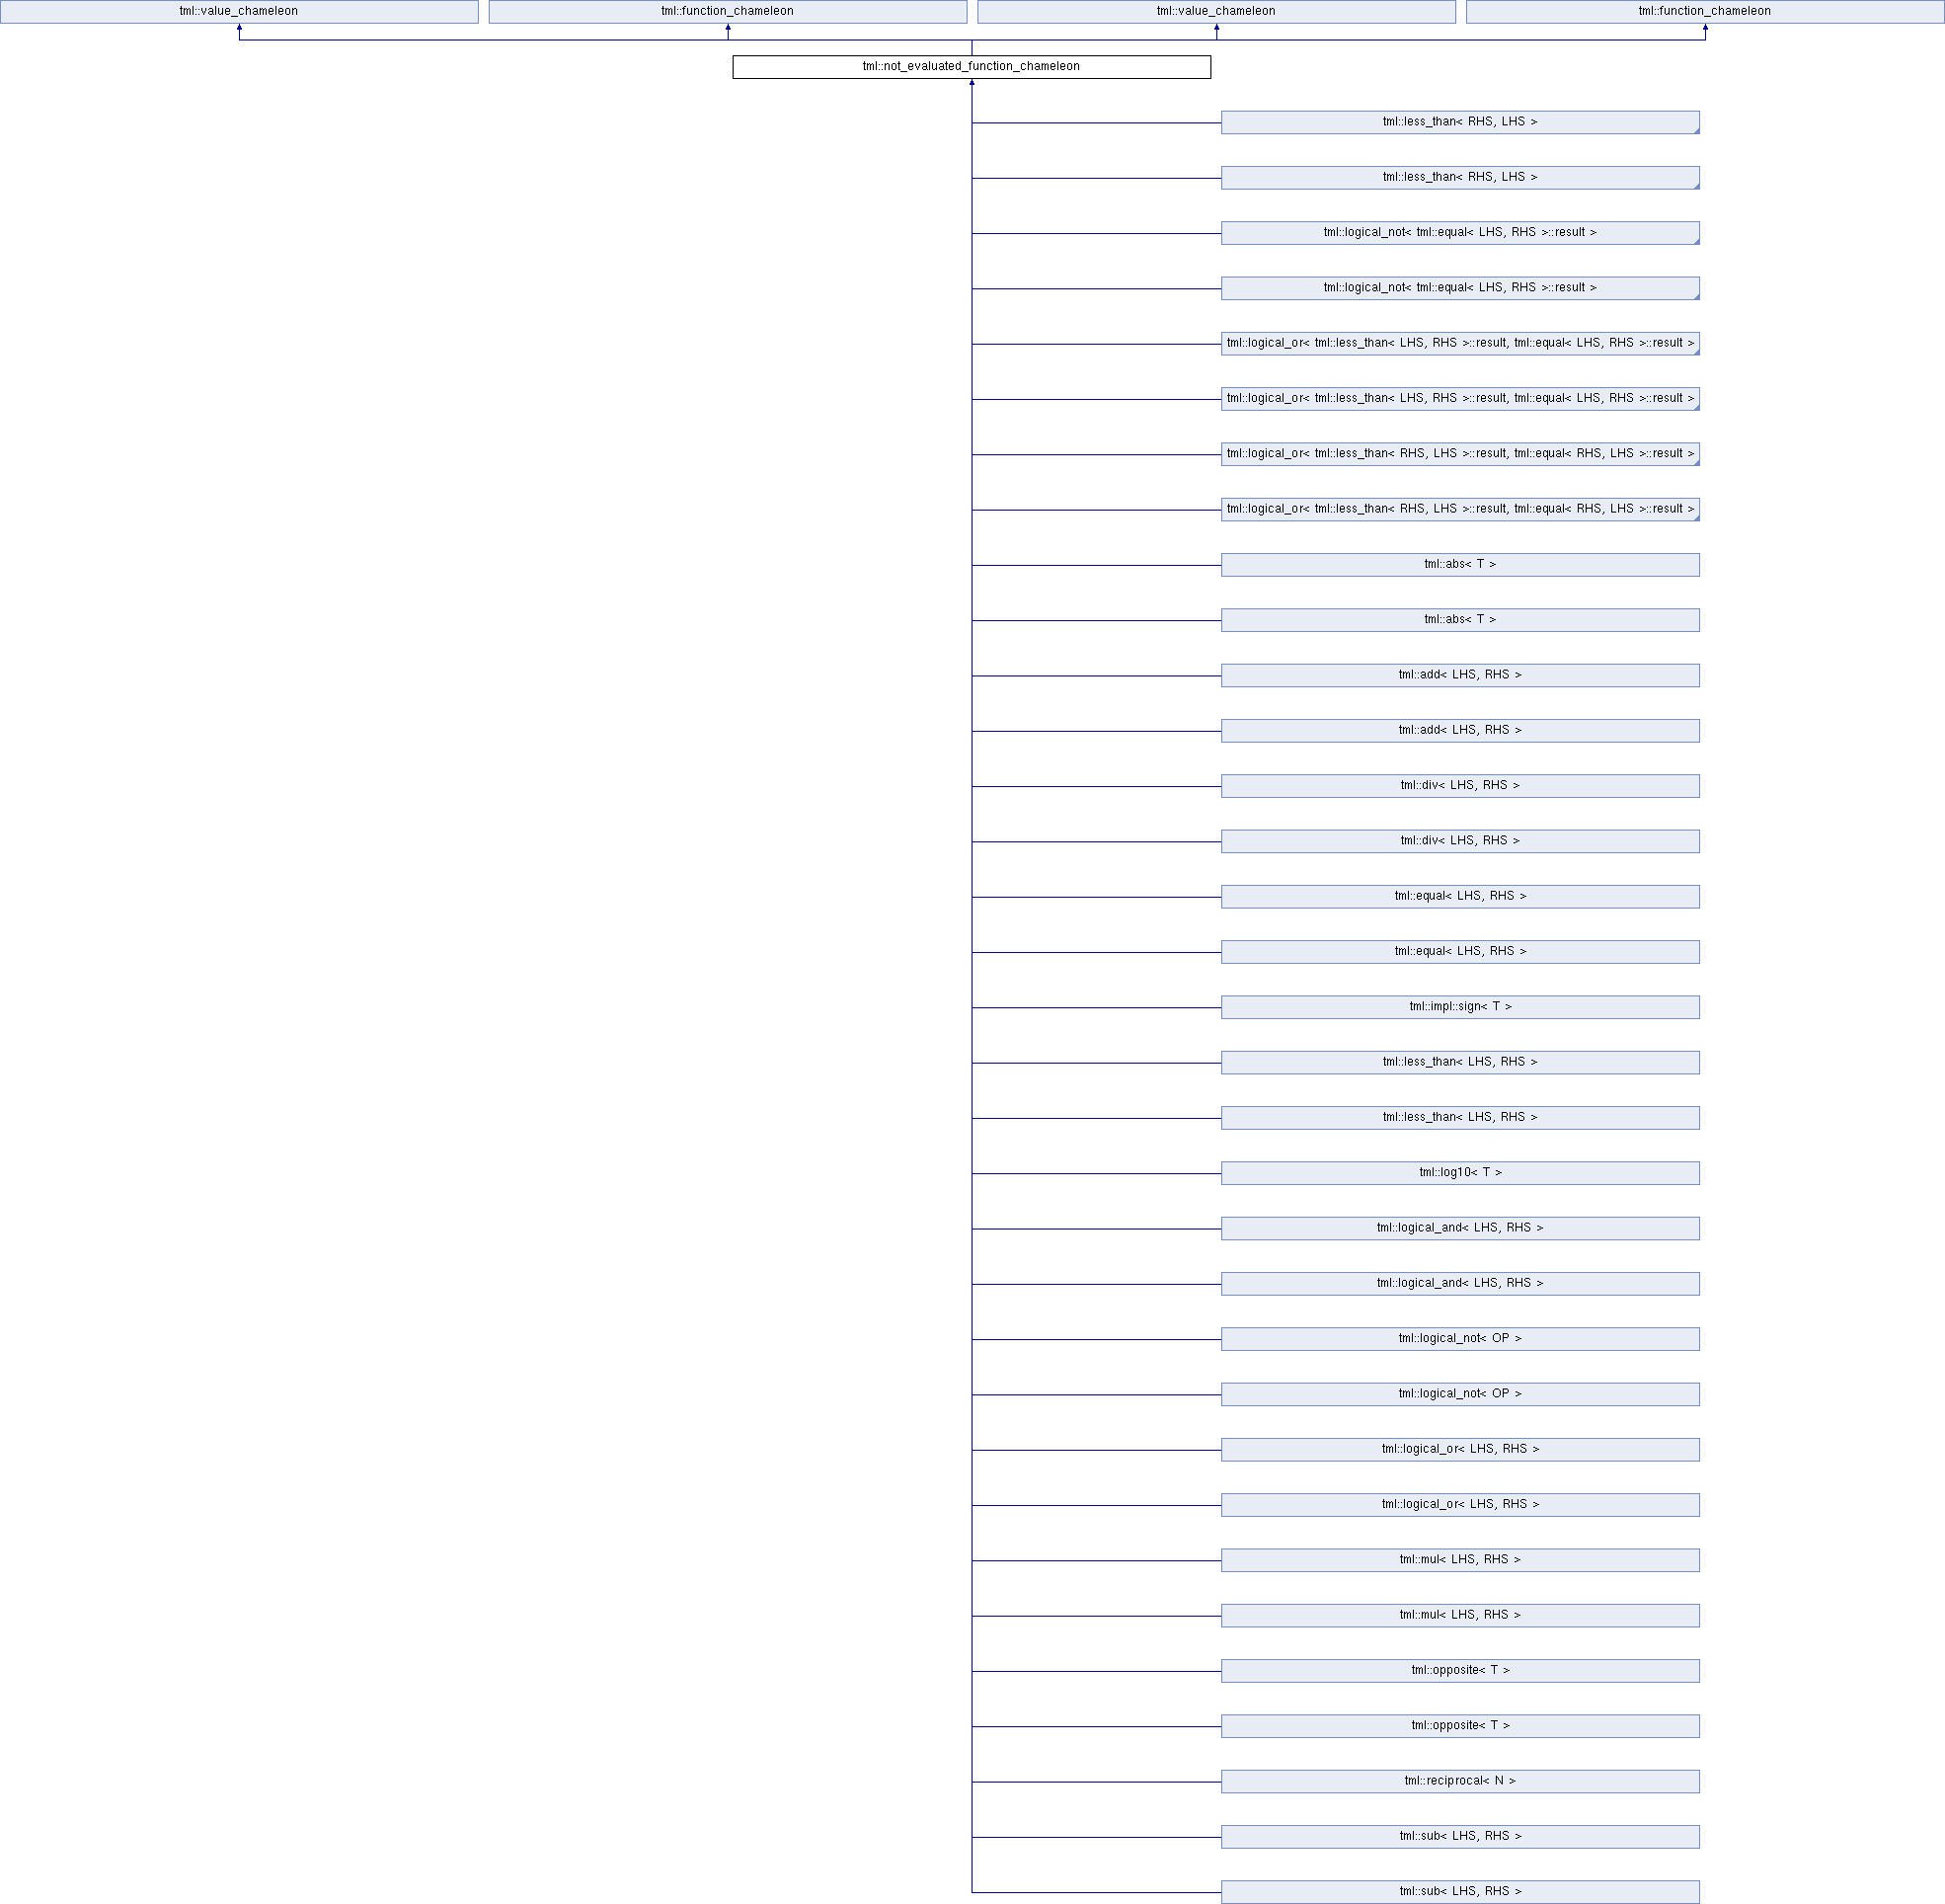 tml::value_chameleon
tml::function_chameleon
tml::value_chameleon
tml::function_chameleon
tml::not_evaluated_function_chameleon
tml::less_than< RHS, LHS >
tml::less_than< RHS, LHS >
tml::logical_not< tml::equal< LHS, RHS >::result >
tml::logical_not< tml::equal< LHS, RHS >::result >
tml::logical_or< tml::less_than< LHS, RHS >::result, tml::equal< LHS, RHS >::result >
tml::logical_or< tml::less_than< LHS, RHS >::result, tml::equal< LHS, RHS >::result >
tml::logical_or< tml::less_than< RHS, LHS >::result, tml::equal< RHS, LHS >::result >
tml::logical_or< tml::less_than< RHS, LHS >::result, tml::equal< RHS, LHS >::result >
tml::abs< T >
tml::abs< T >
tml::add< LHS, RHS >
tml::add< LHS, RHS >
tml::div< LHS, RHS >
tml::div< LHS, RHS >
tml::equal< LHS, RHS >
tml::equal< LHS, RHS >
tml::impl::sign< T >
tml::less_than< LHS, RHS >
tml::less_than< LHS, RHS >
tml::log10< T >
tml::logical_and< LHS, RHS >
tml::logical_and< LHS, RHS >
tml::logical_not< OP >
tml::logical_not< OP >
tml::logical_or< LHS, RHS >
tml::logical_or< LHS, RHS >
tml::mul< LHS, RHS >
tml::mul< LHS, RHS >
tml::opposite< T >
tml::opposite< T >
tml::reciprocal< N >
tml::sub< LHS, RHS >
tml::sub< LHS, RHS >